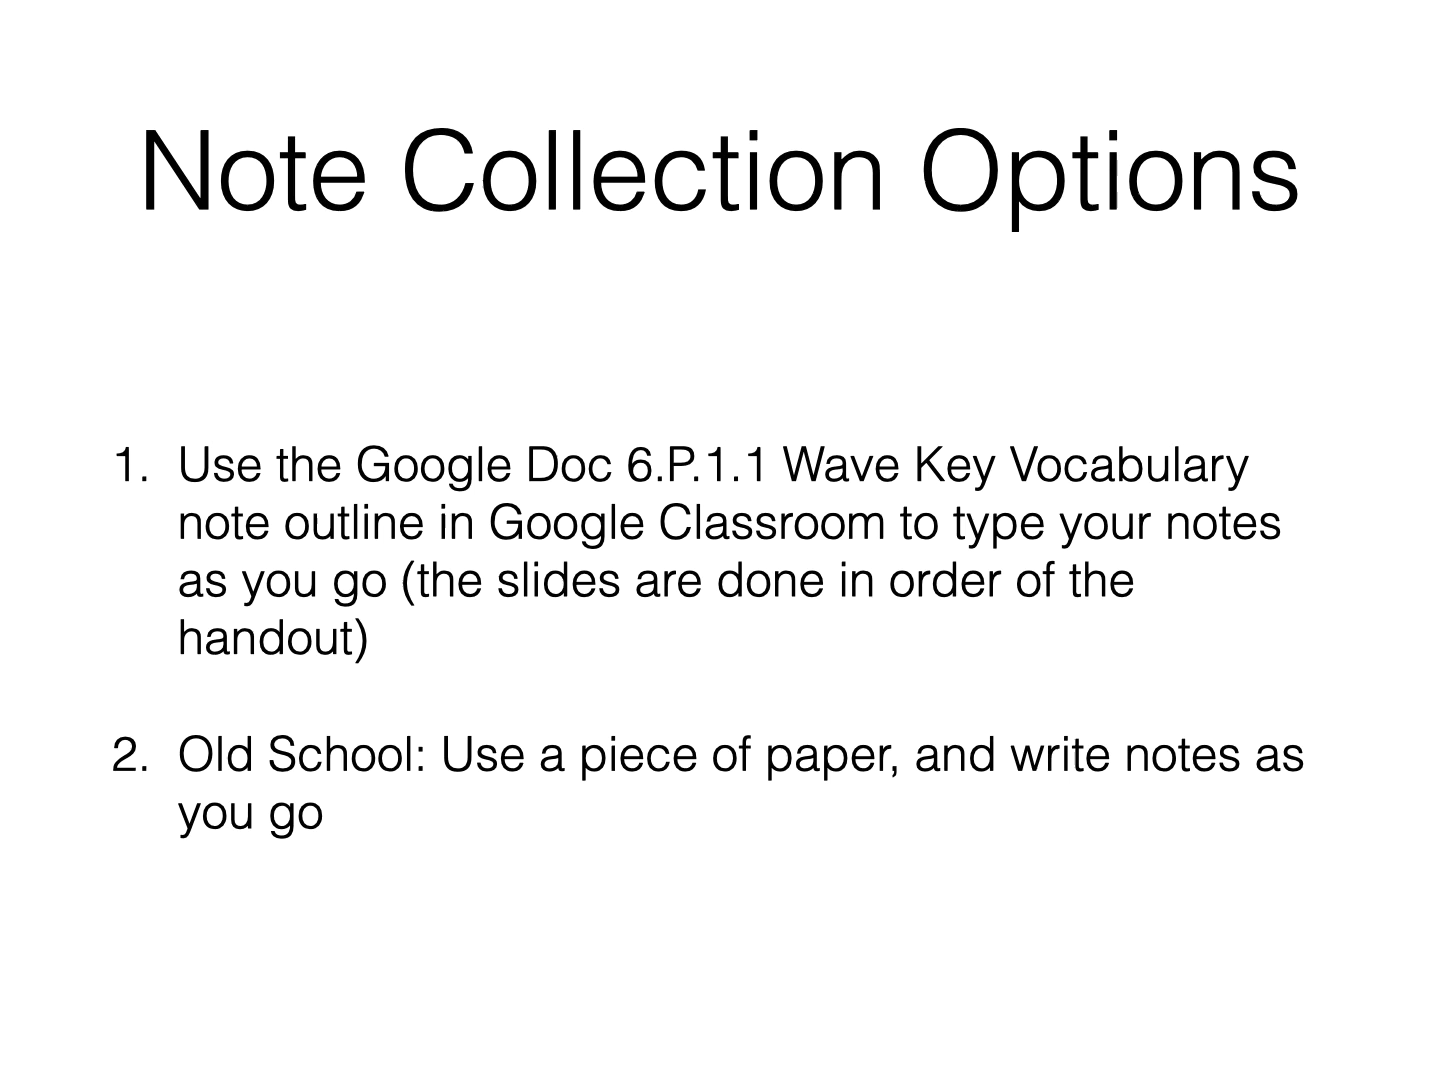 Note Collection Options
1. Use the Google Doc 6.P.1.1 Wave Key Vocabulary
note outline in Google Classroom to type your notes
as you go (the slides are done in order of the
handout)
2. Old School: Use a piece of paper, and write notes as
you go